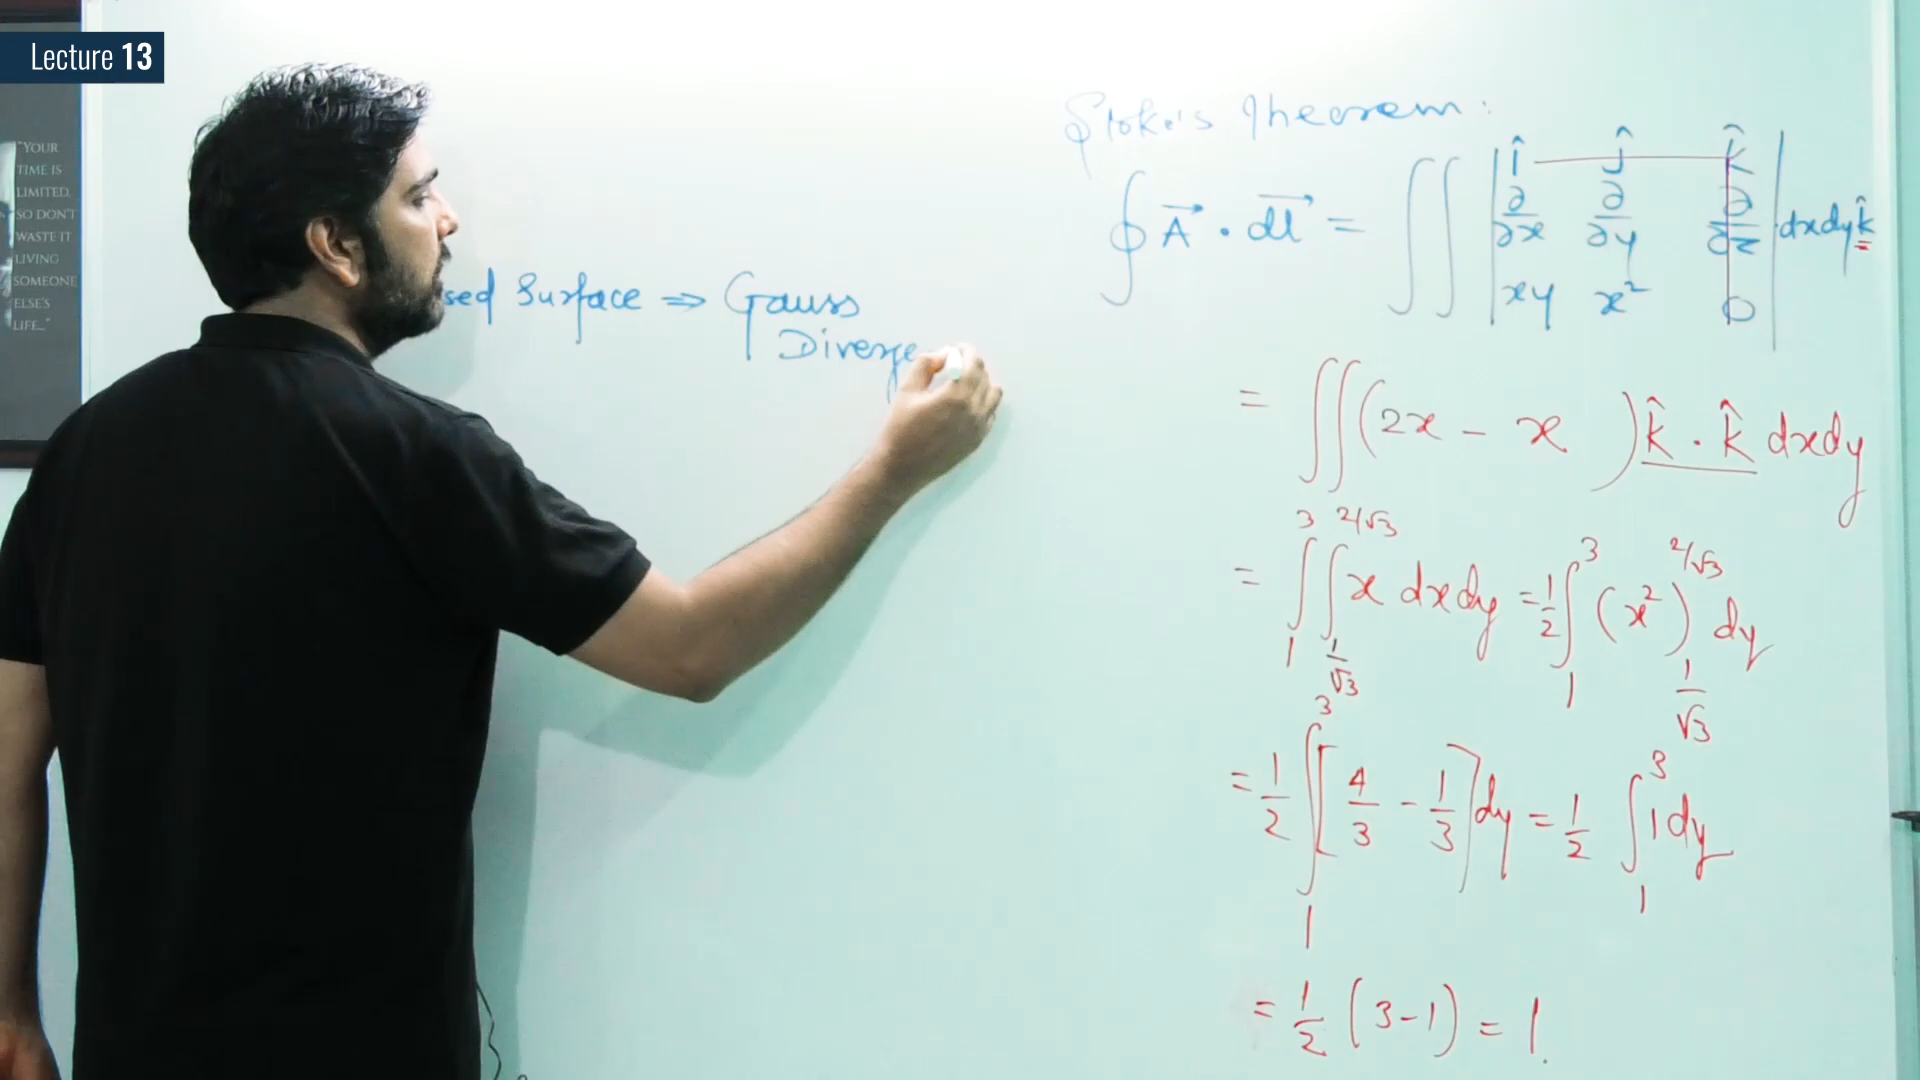 Lecture 13
"YOUR
TIME IS
LIMITED,
SO DON'T
WASTE IT
LIVING
SOMEONE
ELSE'S
LIFE..."
sed Surface ⇒ Gauss
Diverge
Stoke's Theorem:
∮ A⃗ · dl⃗ = ∬ | î ĵ k̂ ; ∂/∂x ∂/∂y ∂/∂z ; xy x² 0 | dxdy k̂
= ∬ (2x - x) k̂ · k̂ dxdy
= ∫₁³ ∫_{1/√3}^{2/√3} x dxdy = 1/2 ∫₁³ (x²)_{1/√3}^{2/√3} dy
= 1/2 ∫₁³ [4/3 - 1/3] dy = 1/2 ∫₁³ 1 dy
= 1/2 (3-1) = 1.